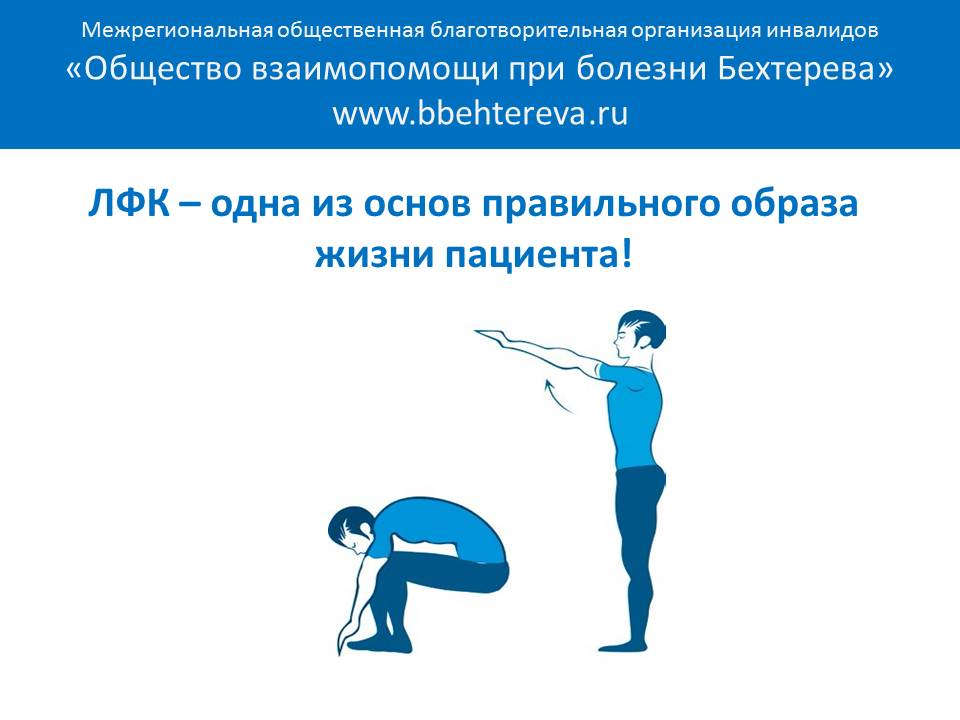 Межрегиональная общественная благотворительная организация инвалидов
«Общество взаимопомощи при болезни Бехтерева»
www.bbehtereva.ru
ЛФК – одна из основ правильного образа
жизни пациента!